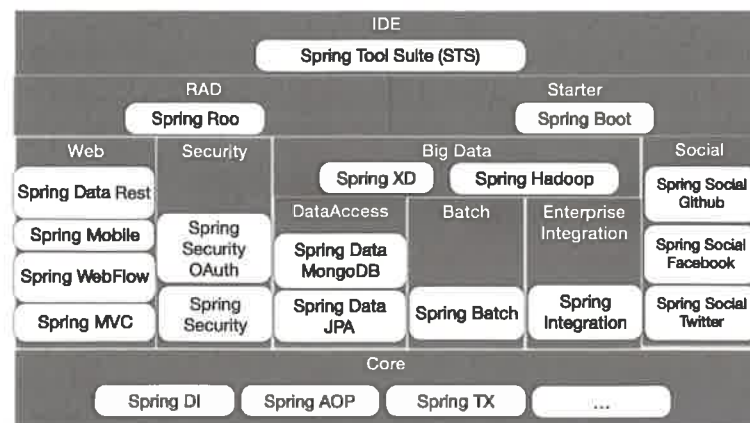 IDE
Spring Tool Suite (STS)
RAD
Spring Roo
Starter
Spring Boot
Web
Spring Data Rest
Spring Mobile
Spring WebFlow
Spring MVC
Security
Spring
Security
OAuth
Spring
Security
Big Data
Spring XD
Spring Hadoop
DataAccess
Spring Data
MongoDB
Spring Data
JPA
Batch
Spring Batch
Enterprise
Integration
Spring
Integration
Social
Spring Social
Github
Spring Social
Facebook
Spring Social
Twitter
Core
Spring DI
Spring AOP
Spring TX
...